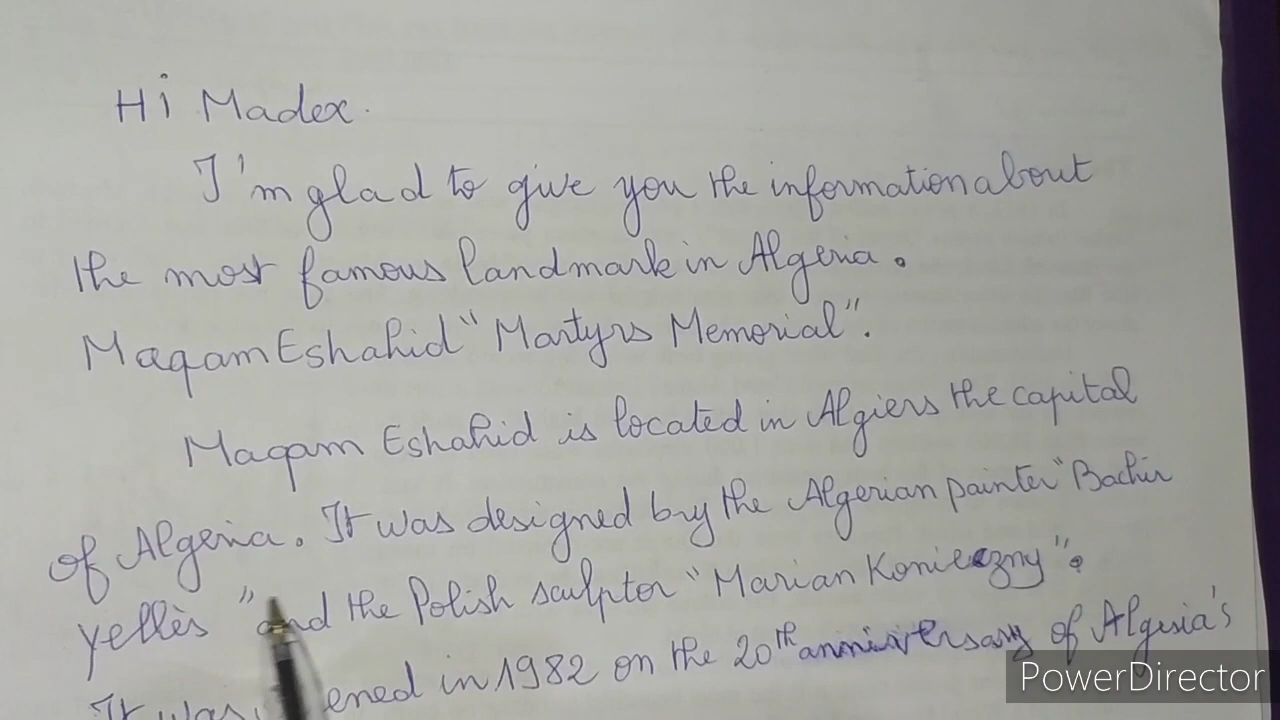 Hi Madex.
I'm glad to give you the information about
the most famous landmark in Algeria.
Maqam Eshahid "Martyrs Memorial".
Maqam Eshahid is located in Algiers the capital
of Algeria. It was designed by the Algerian painter "Bachir
yellès" and the Polish sculptor "Marian Konieczny".
It was ened in 1982 on the 20th anniversary of Algeria's
PowerDirector